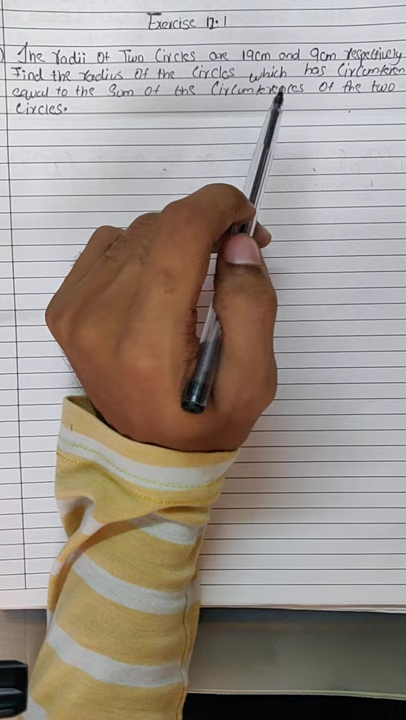 Exercise 12.1
) The radii of Two Circles are 19cm and 9cm respectively
Find the radius of the Circles which has Circumferen
equal to the Sum of the Circumferences of the two
Circles.